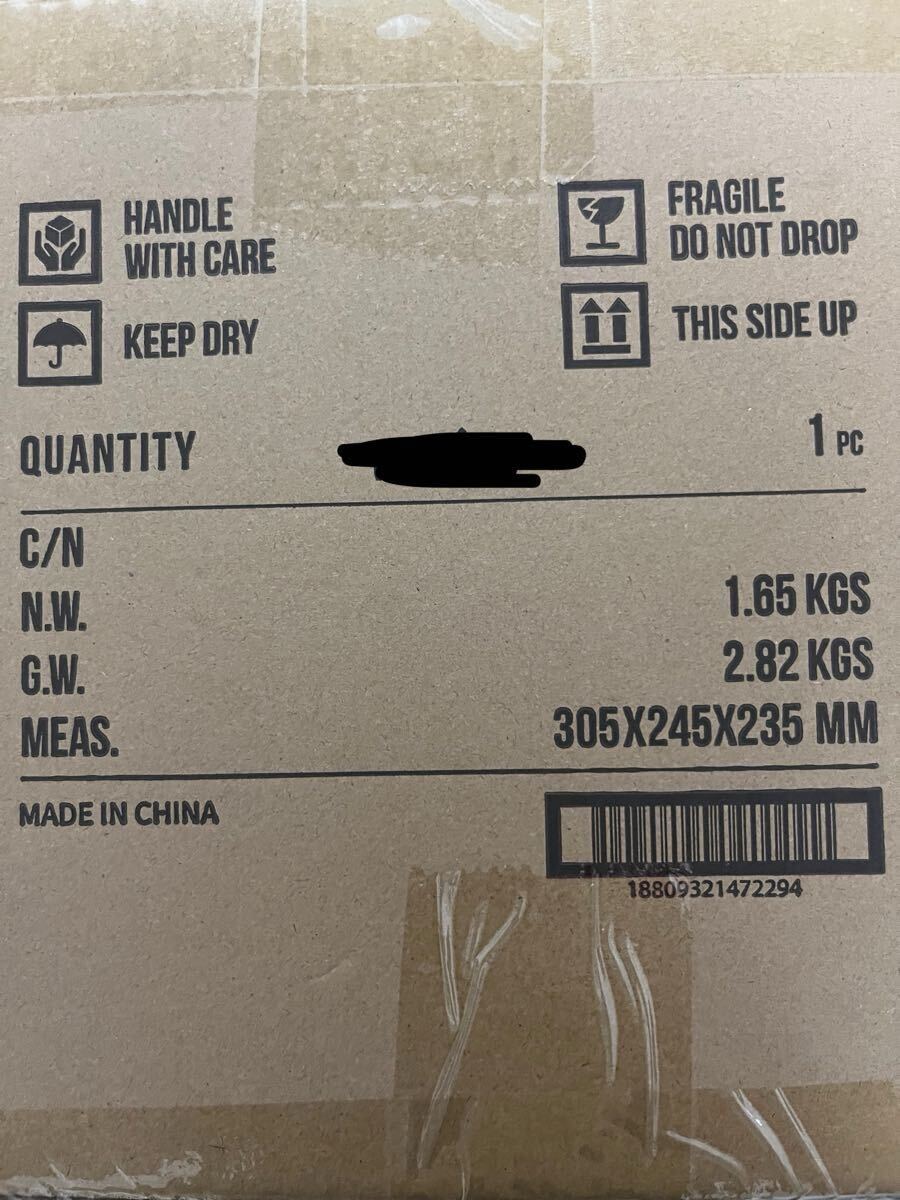 HANDLE
WITH CARE
FRAGILE
DO NOT DROP
KEEP DRY
THIS SIDE UP
QUANTITY 1 PC
C/N
N.W. 1.65 KGS
G.W. 2.82 KGS
MEAS. 305X245X235 MM
MADE IN CHINA
18809321472294